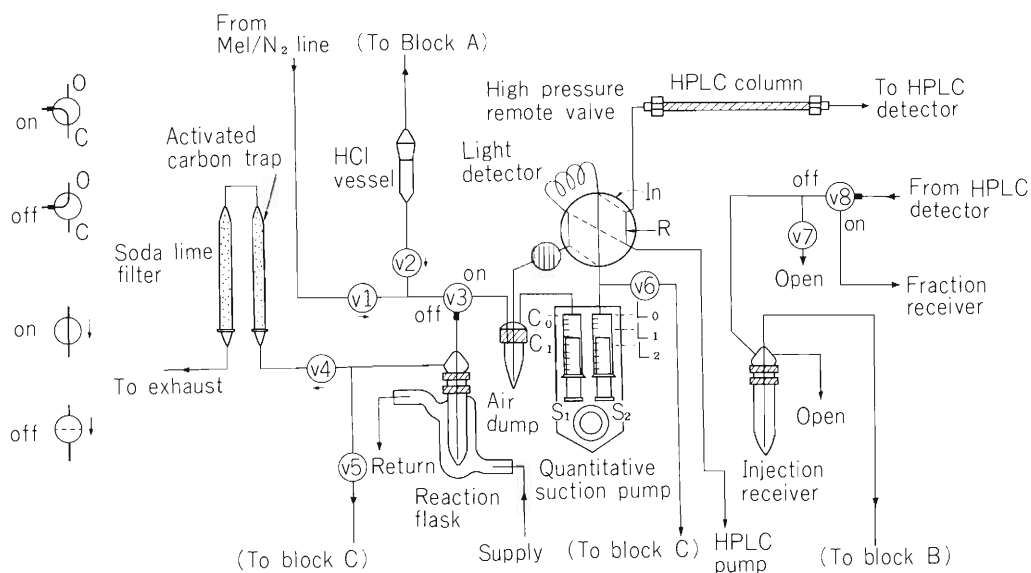 From
MeI/N₂ line
(To Block A)
HPLC column
High pressure
remote valve
To HPLC
detector
O
on
C
Activated
carbon trap
HCl
vessel
Light
detector
In
R
O
off
C
off
v8
on
From HPLC
detector
v7
Open
Soda lime
filter
v2
on
v1
v3
off
v6
Fraction
receiver
C₀
C₁
L₀
L₁
L₂
on
To exhaust
v4
Air
dump
S₁
S₂
Open
off
v5
Return
Reaction
flask
Quantitative
suction pump
Injection
receiver
(To block C)
Supply
(To block C)
HPLC
pump
(To block B)